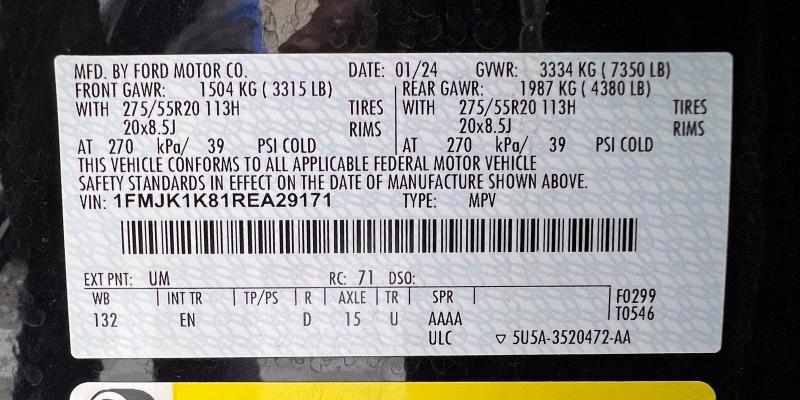 MFD. BY FORD MOTOR CO. DATE: 01/24 GVWR: 3334 KG ( 7350 LB)
FRONT GAWR: 1504 KG ( 3315 LB) REAR GAWR: 1987 KG ( 4380 LB)
WITH 275/55R20 113H TIRES WITH 275/55R20 113H TIRES
20x8.5J RIMS 20x8.5J RIMS
AT 270 kPa/ 39 PSI COLD AT 270 kPa/ 39 PSI COLD
THIS VEHICLE CONFORMS TO ALL APPLICABLE FEDERAL MOTOR VEHICLE
SAFETY STANDARDS IN EFFECT ON THE DATE OF MANUFACTURE SHOWN ABOVE.
VIN: 1FMJK1K81REA29171 TYPE: MPV
EXT PNT: UM RC: 71 DSO:
WB INT TR TP/PS R AXLE TR SPR F0299
132 EN D 15 U AAAA T0546
ULC 5U5A-3520472-AA